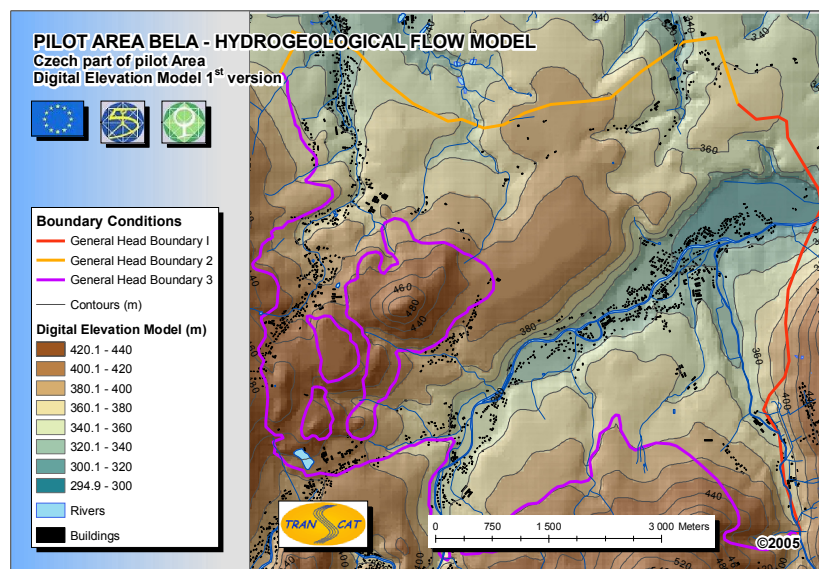 PILOT AREA BELA - HYDROGEOLOGICAL FLOW MODEL
Czech part of pilot Area
Digital Elevation Model 1st version
5
Boundary Conditions
General Head Boundary I
General Head Boundary 2
General Head Boundary 3
Contours (m)
Digital Elevation Model (m)
420.1 - 440
400.1 - 420
380.1 - 400
360.1 - 380
340.1 - 360
320.1 - 340
300.1 - 320
294.9 - 300
Rivers
Buildings
340
340
360
460
480
440
380
360
400
440
520
TRANSCAT
0 750 1 500 3 000 Meters
©2005